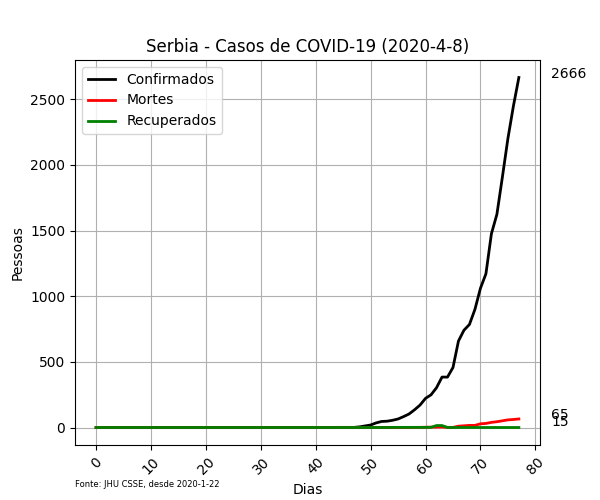 Serbia - Casos de COVID-19 (2020-4-8)
Confirmados
Mortes
Recuperados
Pessoas
2500
2000
1500
1000
500
0
2666
65
15
0 10 20 30 40 50 60 70 80
Dias
Fonte: JHU CSSE, desde 2020-1-22